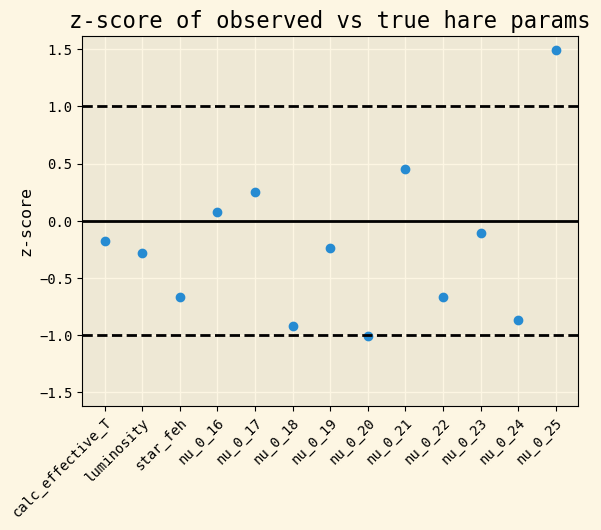 z-score of observed vs true hare params
z-score
1.5
1.0
0.5
0.0
−0.5
−1.0
−1.5
calc_effective_T
luminosity
star_feh
nu_0_16
nu_0_17
nu_0_18
nu_0_19
nu_0_20
nu_0_21
nu_0_22
nu_0_23
nu_0_24
nu_0_25